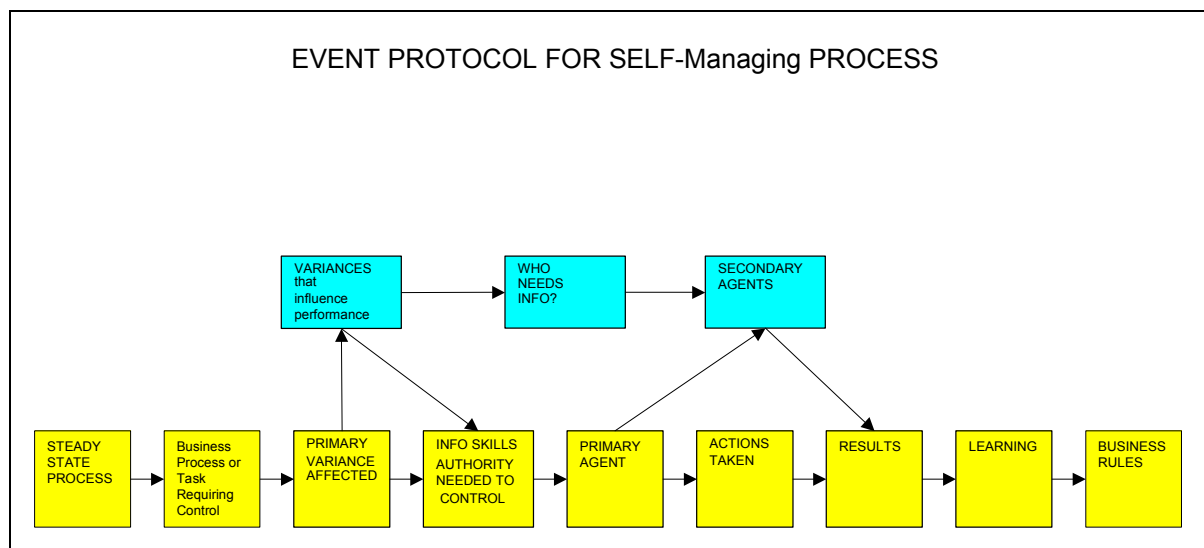 EVENT PROTOCOL FOR SELF-Managing PROCESS
VARIANCES
that
influence
performance
WHO
NEEDS
INFO?
SECONDARY
AGENTS
STEADY
STATE
PROCESS
Business
Process or
Task
Requiring
Control
PRIMARY
VARIANCE
AFFECTED
INFO SKILLS
AUTHORITY
NEEDED TO
CONTROL
PRIMARY
AGENT
ACTIONS
TAKEN
RESULTS
LEARNING
BUSINESS
RULES